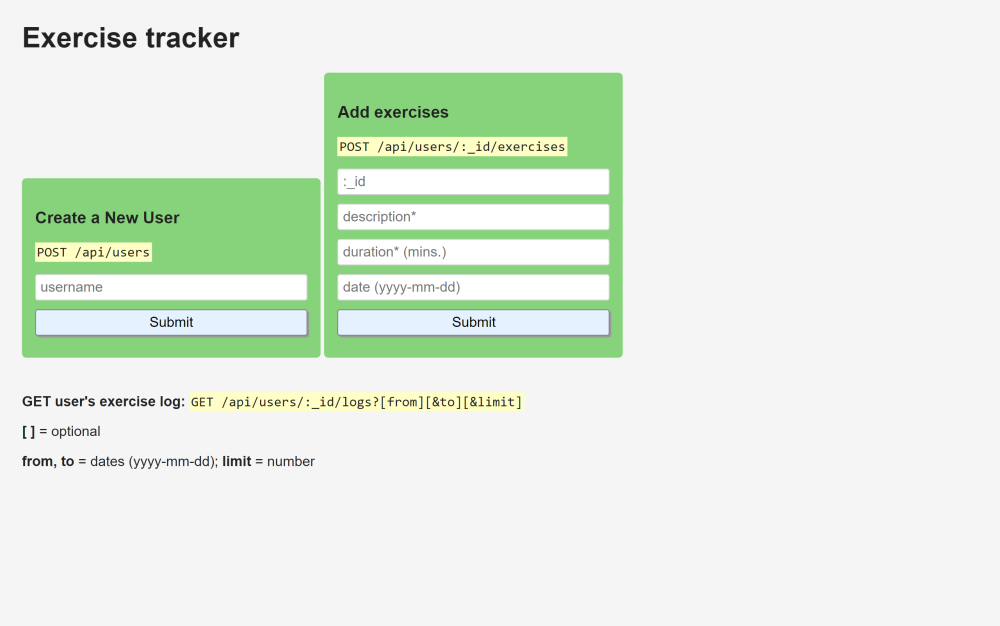 Exercise tracker
Create a New User
POST /api/users
username
Submit
Add exercises
POST /api/users/:_id/exercises
:_id
description*
duration* (mins.)
date (yyyy-mm-dd)
Submit
GET user's exercise log: GET /api/users/:_id/logs?[from][&to][&limit]
[ ] = optional
from, to = dates (yyyy-mm-dd); limit = number